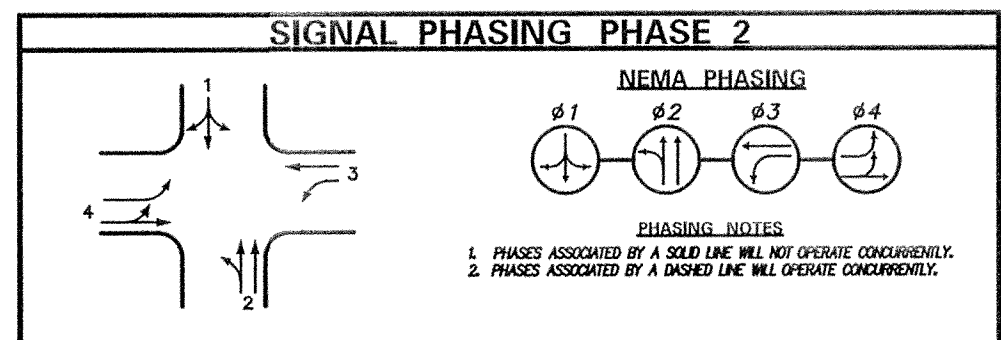 SIGNAL PHASING PHASE 2
1
3
4
2
NEMA PHASING
ø1 ø2 ø3 ø4
PHASING NOTES
1. PHASES ASSOCIATED BY A SOLID LINE WILL NOT OPERATE CONCURRENTLY.
2. PHASES ASSOCIATED BY A DASHED LINE WILL OPERATE CONCURRENTLY.